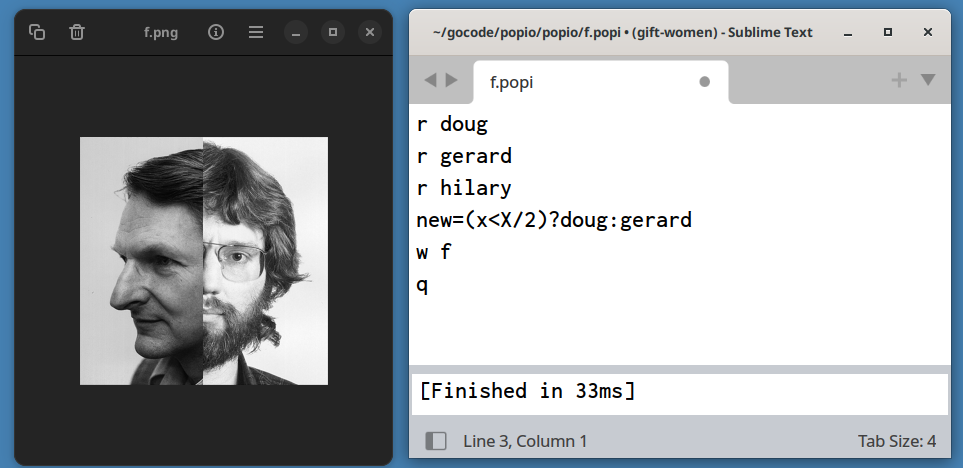 f.png
~/gocode/popio/popio/f.popi • (gift-women) - Sublime Text
f.popi
r doug
r gerard
r hilary
new=(x<X/2)?doug:gerard
w f
q
[Finished in 33ms]
Line 3, Column 1
Tab Size: 4